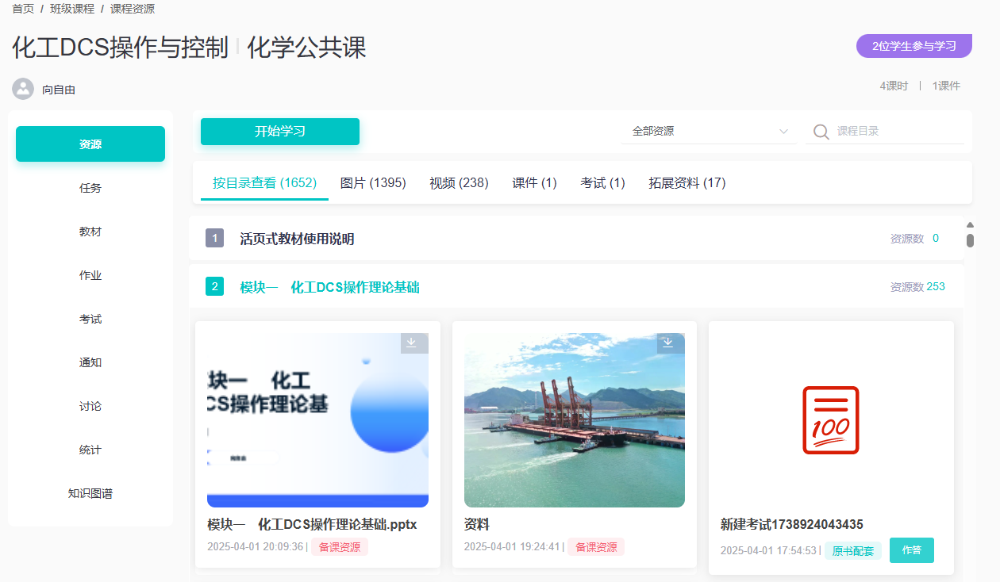 首页 / 班级课程 / 课程资源
化工DCS操作与控制 | 化学公共课
2位学生参与学习
向自由
4课时 | 1课件
资源
任务
教材
作业
考试
通知
讨论
统计
知识图谱
开始学习
全部资源
课程目录
按目录查看 (1652) 图片 (1395) 视频 (238) 课件 (1) 考试 (1) 拓展资料 (17)
1 活页式教材使用说明 资源数 0
2 模块一 化工DCS操作理论基础 资源数 253
块一 化工
CS操作理论基
模块一 化工DCS操作理论基础.pptx
2025-04-01 20:09:36 | 备课资源
资料
2025-04-01 19:24:41 | 备课资源
100
新建考试1738924043435
2025-04-01 17:54:53 | 原书配套 作答